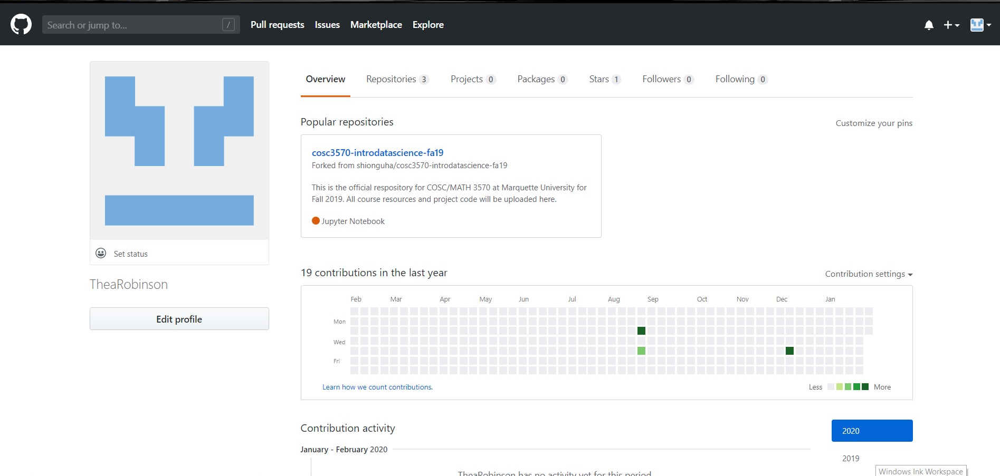 Search or jump to... /
Pull requests Issues Marketplace Explore
Overview Repositories 3 Projects 0 Packages 0 Stars 1 Followers 0 Following 0
Popular repositories
Customize your pins
cosc3570-introdatascience-fa19
Forked from shionguha/cosc3570-introdatascience-fa19
This is the official respository for COSC/MATH 3570 at Marquette University for
Fall 2019. All course resources and project code will be uploaded here.
Jupyter Notebook
Set status
TheaRobinson
Edit profile
19 contributions in the last year
Contribution settings
Feb Mar Apr May Jun Jul Aug Sep Oct Nov Dec Jan
Mon
Wed
Fri
Learn how we count contributions.
Less More
Contribution activity
2020
January - February 2020
2019
TheaRobinson has no activity yet for this period.
Windows Ink Workspace